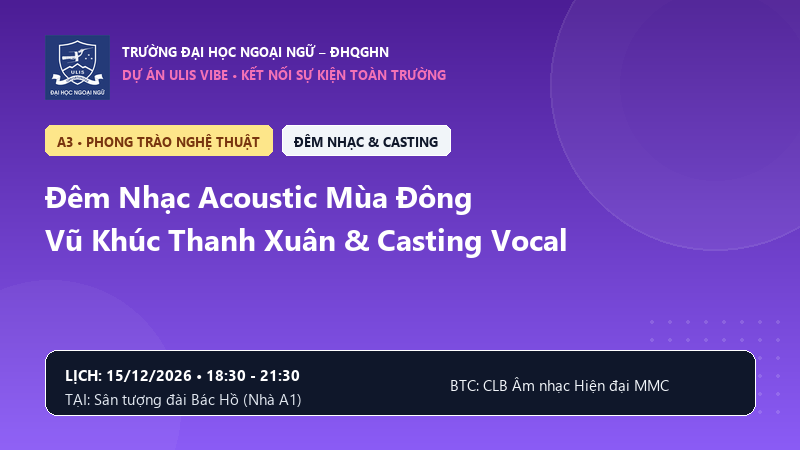 ULIS
ĐẠI HỌC NGOẠI NGỮ
TRƯỜNG ĐẠI HỌC NGOẠI NGỮ – ĐHQGHN
DỰ ÁN ULIS VIBE • KẾT NỐI SỰ KIỆN TOÀN TRƯỜNG
A3 • PHONG TRÀO NGHỆ THUẬT
ĐÊM NHẠC & CASTING
Đêm Nhạc Acoustic Mùa Đông
Vũ Khúc Thanh Xuân & Casting Vocal
LỊCH: 15/12/2026 • 18:30 - 21:30
TẠI: Sân tượng đài Bác Hồ (Nhà A1)
BTC: CLB Âm nhạc Hiện đại MMC